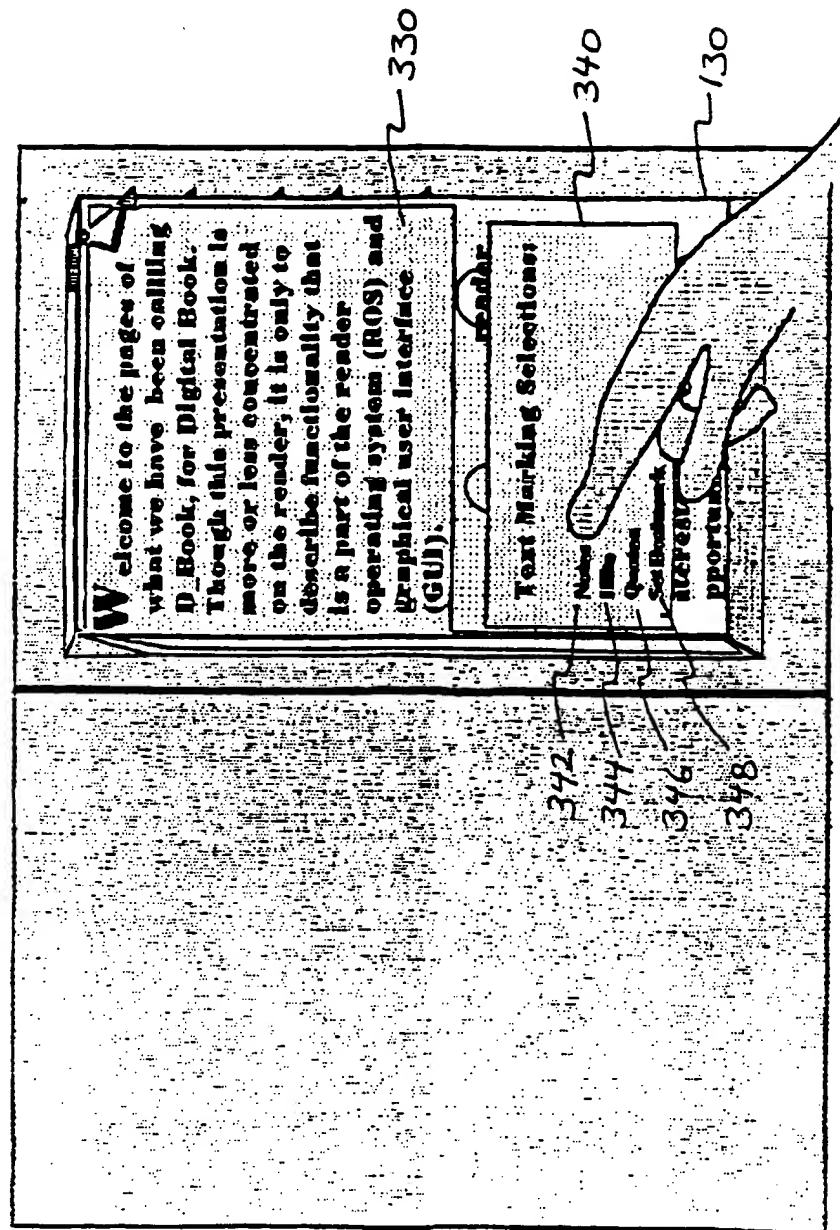 Welcome to the pages of
what we have been callling
D_Book, for Digital Book.
Though this presentation is
more or less concentrated
on the reader, it is only to
describe functionality that
is a part of the reader
operating system (ROS) and
graphical user interface
(GUI).
reader
Text Marking Selections:
Notes
Quotes
Set Bookmark
330
340
130
342
344
346
348